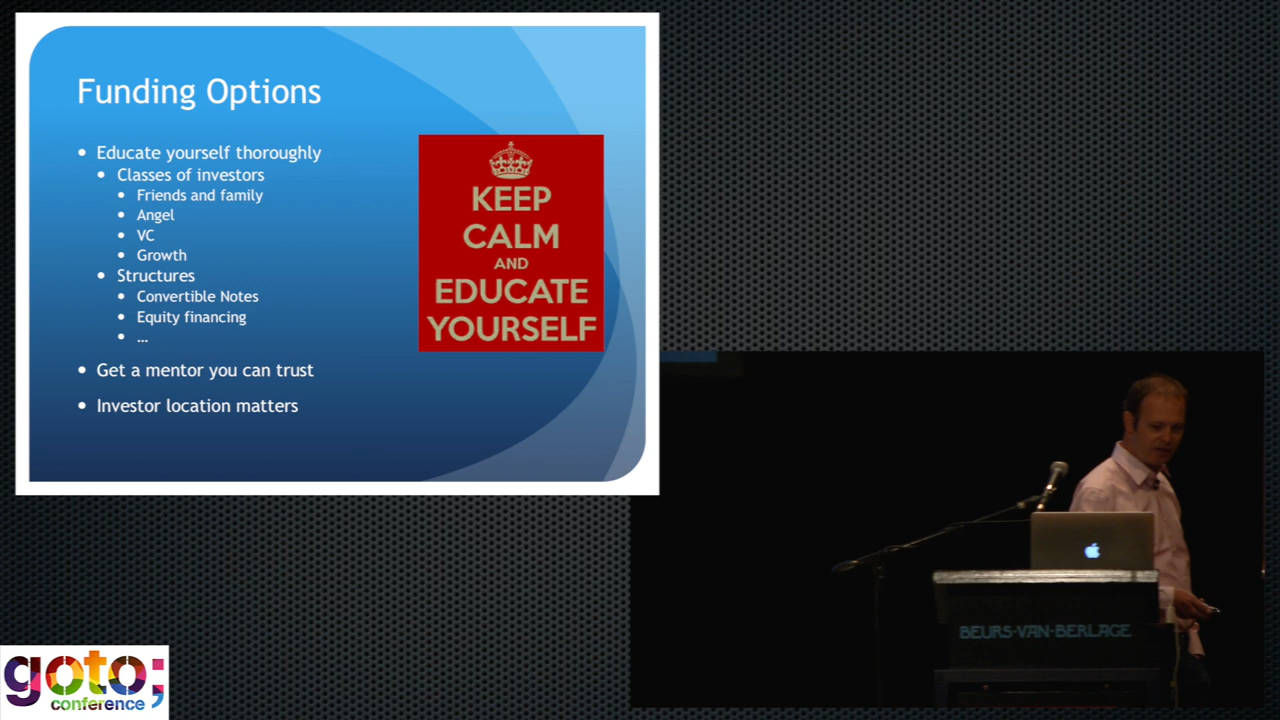 Funding Options
• Educate yourself thoroughly
• Classes of investors
• Friends and family
• Angel
• VC
• Growth
• Structures
• Convertible Notes
• Equity financing
• ...
• Get a mentor you can trust
• Investor location matters
KEEP
CALM
AND
EDUCATE
YOURSELF
BEURS-VAN-BERLAGE
goto;
conference